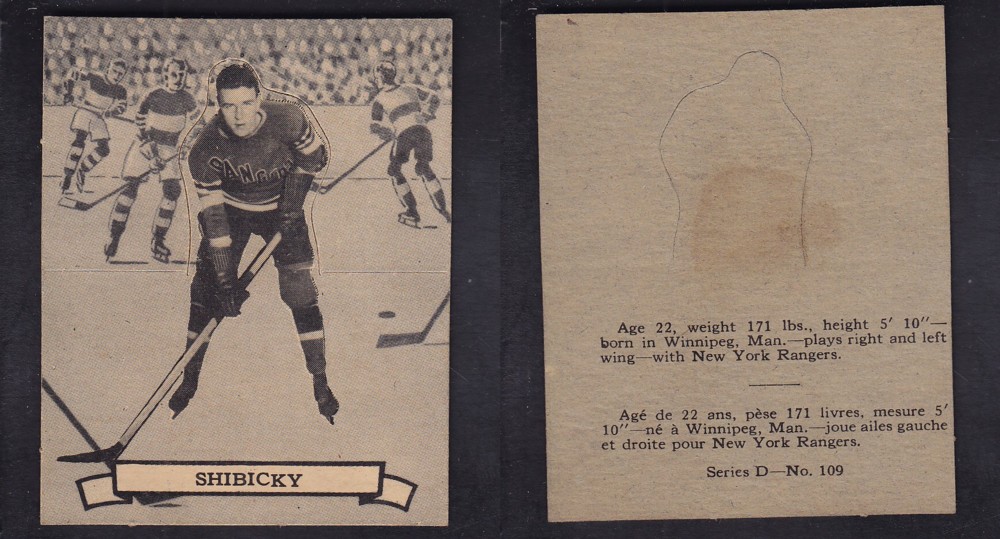 RANGERS
SHIBICKY
Age 22, weight 171 lbs., height 5′ 10″—
born in Winnipeg, Man.—plays right and left
wing—with New York Rangers.
Agé de 22 ans, pèse 171 livres, mesure 5′
10″—né à Winnipeg, Man.—joue ailes gauche
et droite pour New York Rangers.
Series D—No. 109